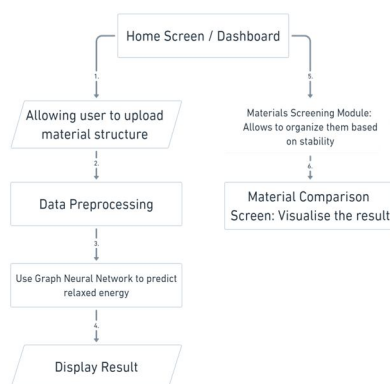 Home Screen / Dashboard
1.
5.
Allowing user to upload
material structure
Materials Screening Module:
Allows to organize them based
on stability
2.
6.
Data Preprocessing
Material Comparison
Screen: Visualise the result
3.
Use Graph Neural Network to predict
relaxed energy
4.
Display Result